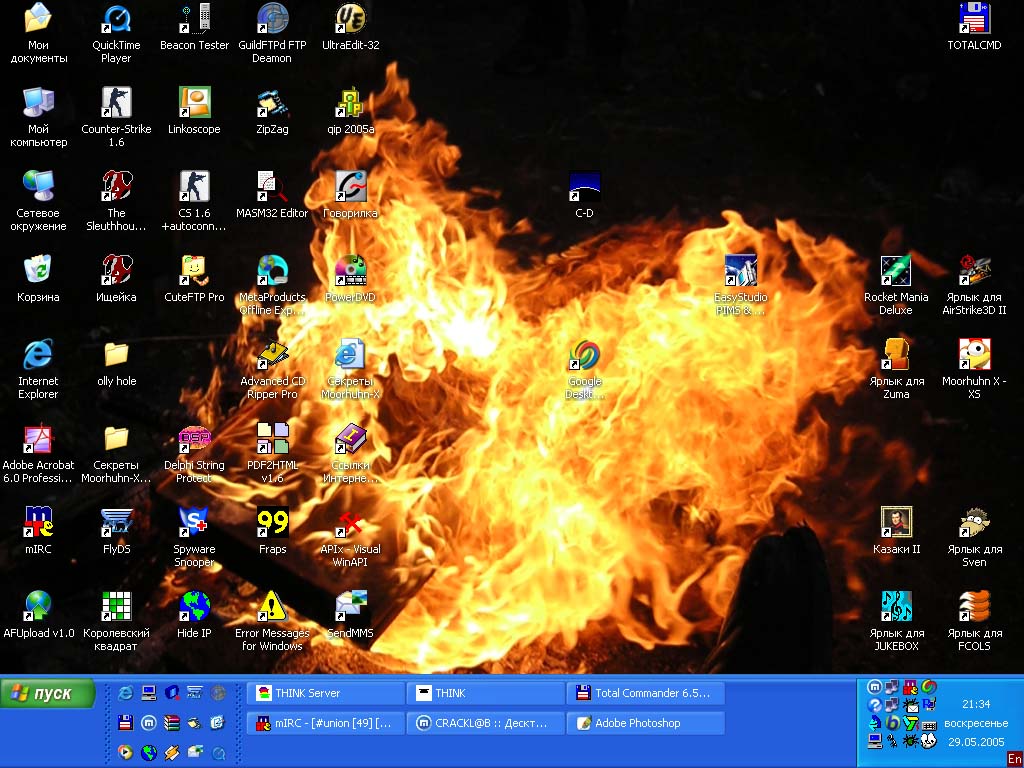 Мои
документы
QuickTime
Player
Beacon Tester
GuildFTPd FTP
Deamon
UltraEdit-32
TOTALCMD
Мой
компьютер
Counter-Strike
1.6
Linkoscope
ZipZag
qip 2005a
Сетевое
окружение
The
Sleuthhou...
CS 1.6
+autoconn...
MASM32 Editor
Говорилка
C-D
Корзина
Ищейка
CuteFTP Pro
MetaProducts
Offline Exp...
PowerDVD
EasyStudio
PIMS & ...
Rocket Mania
Deluxe
Ярлык для
AirStrike3D II
Internet
Explorer
olly hole
Advanced CD
Ripper Pro
Секреты
Moorhuhn-X
Google
Deskt...
Ярлык для
Zuma
Moorhuhn X -
XS
Adobe Acrobat
6.0 Professi...
Секреты
Moorhuhn-X...
Delphi String
Protect
PDF2HTML
v1.6
Ссылки
Интерне...
mIRC
FlyDS
Spyware
Snooper
99
Fraps
APIx - Visual
WinAPI
Казаки II
Ярлык для
Sven
AFUpload v1.0
Королевский
квадрат
Hide IP
Error Messages
for Windows
SendMMS
Ярлык для
JUKEBOX
Ярлык для
FCOLS
пуск
THINK Server
THINK
Total Commander 6.5...
mIRC - [#union [49] [...
CRACKL@B :: Дескт...
Adobe Photoshop
21:34
воскресенье
29.05.2005
En